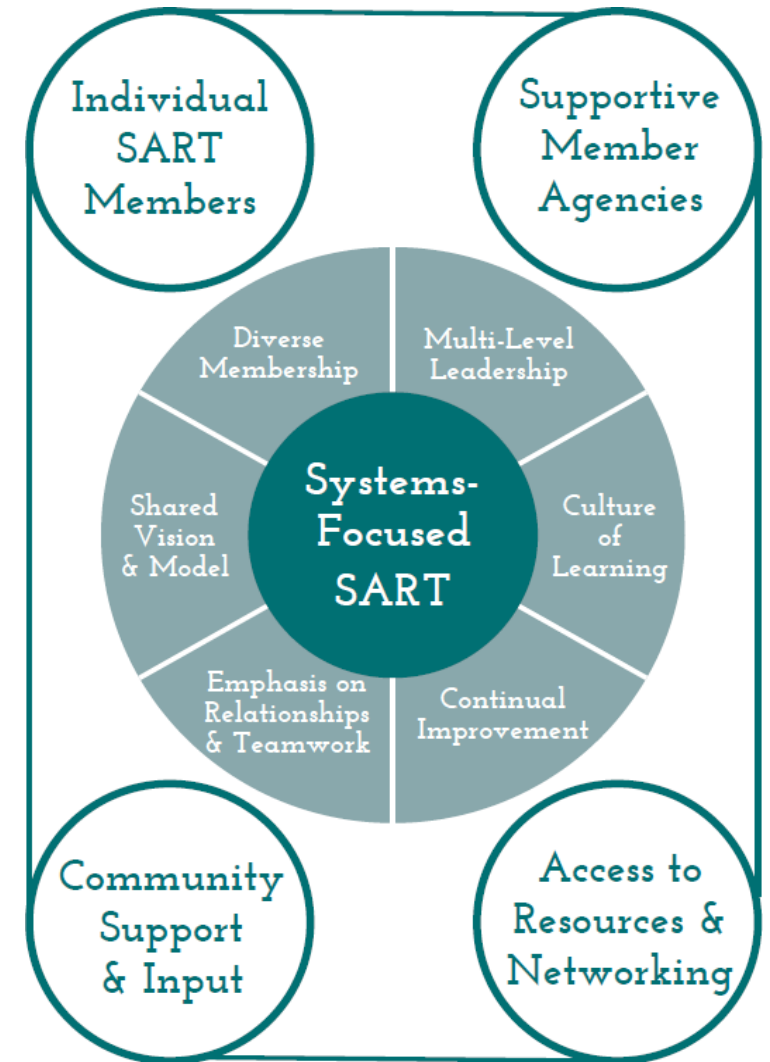 Individual
SART
Members
Supportive
Member
Agencies
Diverse
Membership
Multi-Level
Leadership
Shared
Vision
& Model
Systems-
Focused
SART
Culture
of
Learning
Emphasis on
Relationships
& Teamwork
Continual
Improvement
Community
Support
& Input
Access to
Resources &
Networking